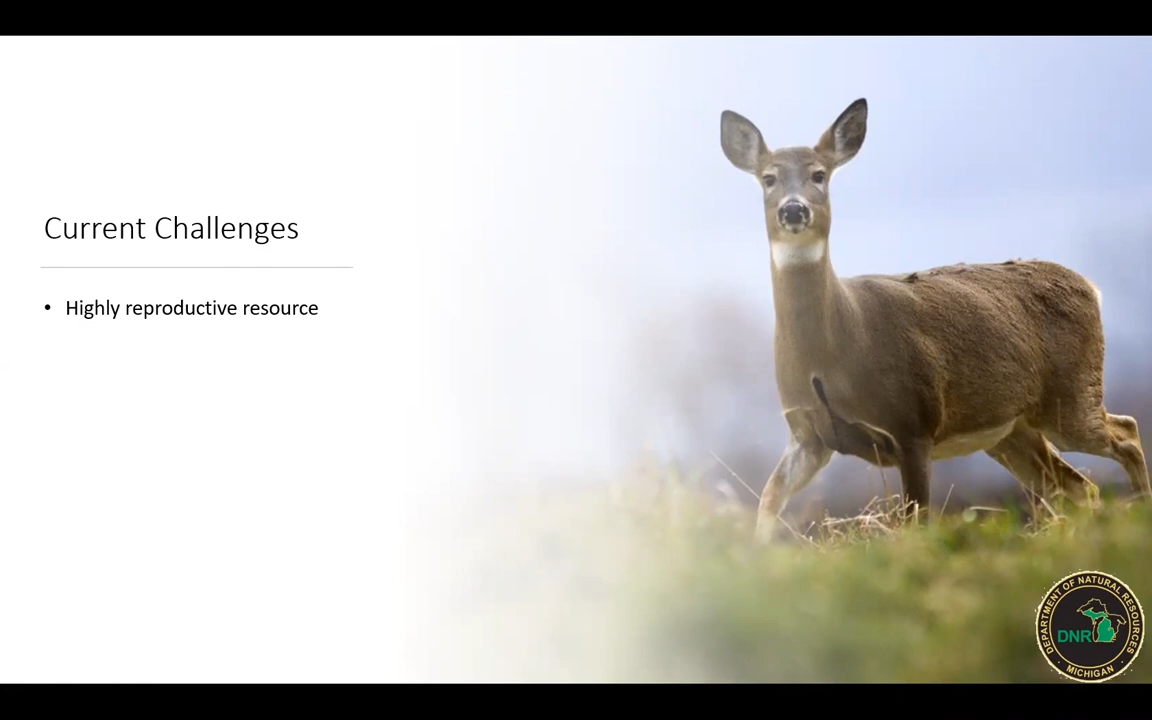 Current Challenges
• Highly reproductive resource
DEPARTMENT OF NATURAL RESOURCES
DNR
MICHIGAN